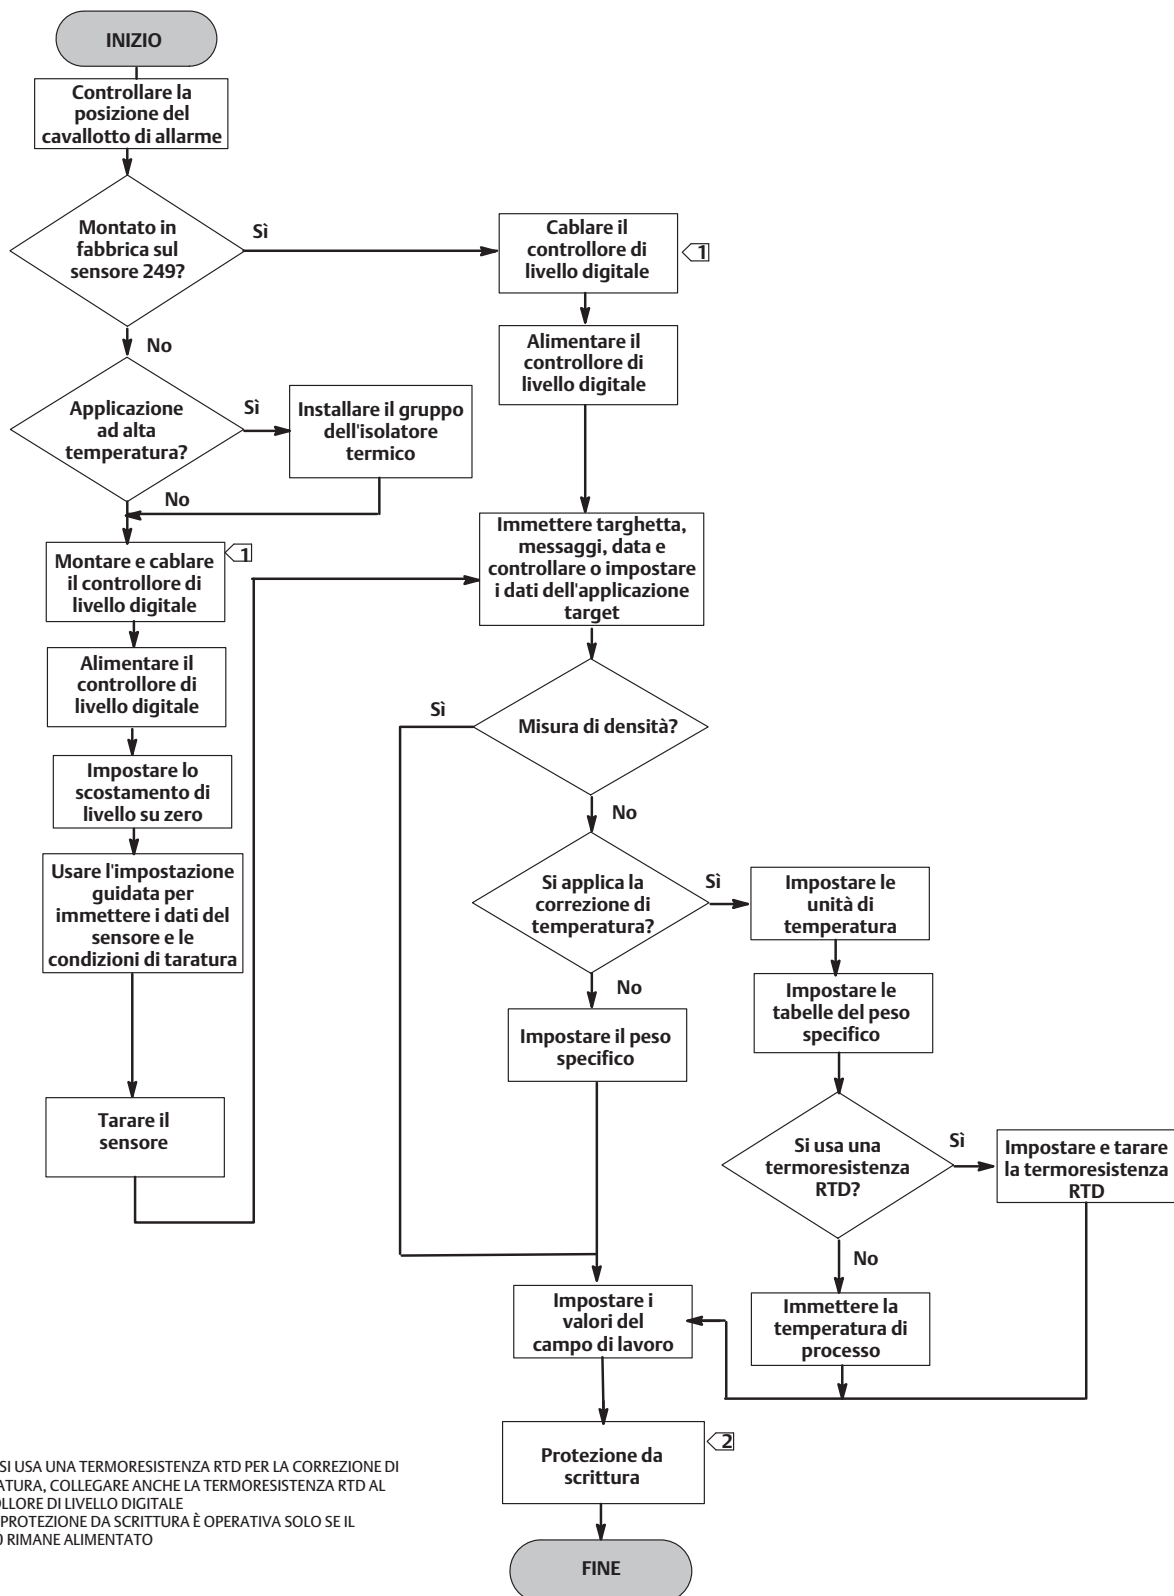 INIZIO
Controllare la
posizione del
cavallotto di allarme
Montato in
fabbrica sul
sensore 249?
Sì
Cablare il
controllore di
livello digitale
1
No
Alimentare il
controllore di
livello digitale
Applicazione
ad alta
temperatura?
Sì
Installare il gruppo
dell'isolatore
termico
No
Montare e cablare
il controllore di
livello digitale
1
Immettere targhetta,
messaggi, data e
controllare o impostare
i dati dell'applicazione
target
Alimentare il
controllore di
livello digitale
Impostare lo
scostamento di
livello su zero
Usare l'impostazione
guidata per
immettere i dati del
sensore e le
condizioni di taratura
Tarare il
sensore
Sì
Misura di densità?
No
Si applica la
correzione di
temperatura?
Sì
Impostare le
unità di
temperatura
No
Impostare le
tabelle del peso
specifico
Impostare il peso
specifico
Si usa una
termoresistenza
RTD?
Sì
Impostare e tarare
la termoresistenza
RTD
No
Immettere la
temperatura di
processo
Impostare i
valori del
campo di lavoro
Protezione da
scrittura
2
SI USA UNA TERMORESISTENZA RTD PER LA CORREZIONE DI
ATURA, COLLEGARE ANCHE LA TERMORESISTENZA RTD AL
OLLORE DI LIVELLO DIGITALE
PROTEZIONE DA SCRITTURA È OPERATIVA SOLO SE IL
0 RIMANE ALIMENTATO
FINE